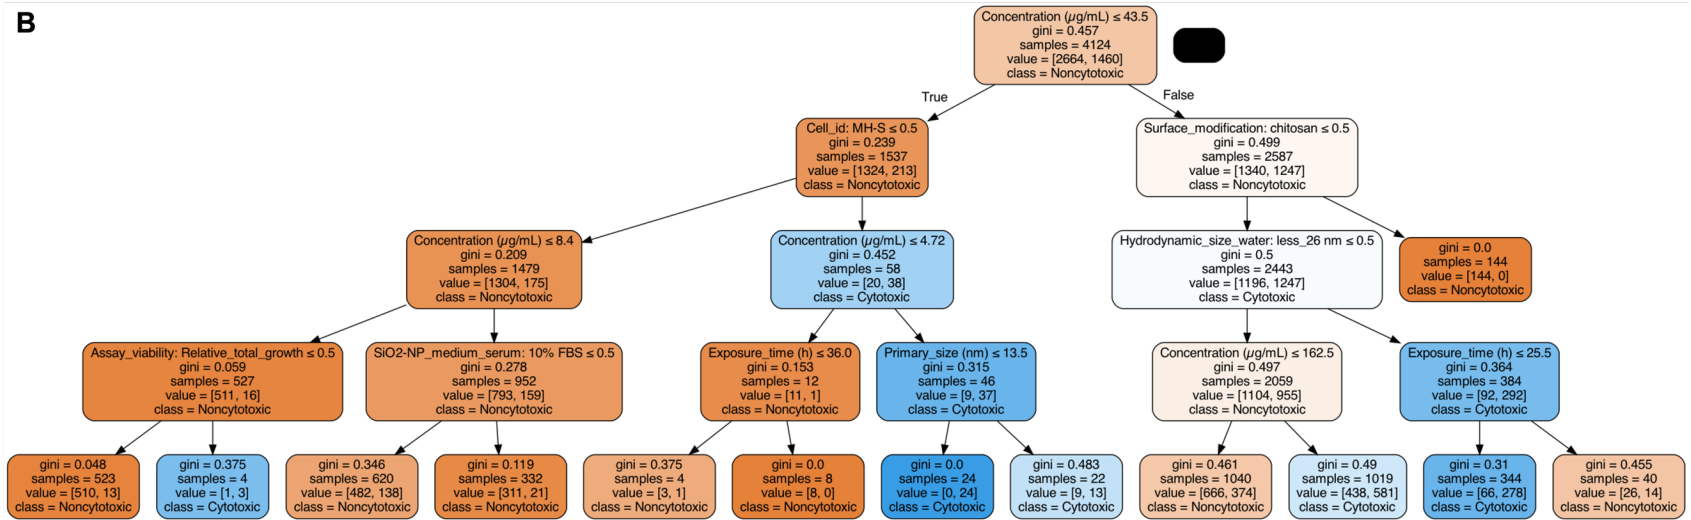 B
Concentration (µg/mL) ≤ 43.5
gini = 0.457
samples = 4124
value = [2664, 1460]
class = Noncytotoxic
True
False
Cell_id: MH-S ≤ 0.5
gini = 0.239
samples = 1537
value = [1324, 213]
class = Noncytotoxic
Surface_modification: chitosan ≤ 0.5
gini = 0.499
samples = 2587
value = [1340, 1247]
class = Noncytotoxic
Concentration (µg/mL) ≤ 8.4
gini = 0.209
samples = 1479
value = [1304, 175]
class = Noncytotoxic
Concentration (µg/mL) ≤ 4.72
gini = 0.452
samples = 58
value = [20, 38]
class = Cytotoxic
Hydrodynamic_size_water: less_26 nm ≤ 0.5
gini = 0.5
samples = 2443
value = [1196, 1247]
class = Cytotoxic
gini = 0.0
samples = 144
value = [144, 0]
class = Noncytotoxic
Assay_viability: Relative_total_growth ≤ 0.5
gini = 0.059
samples = 527
value = [511, 16]
class = Noncytotoxic
SiO2-NP_medium_serum: 10% FBS ≤ 0.5
gini = 0.278
samples = 952
value = [793, 159]
class = Noncytotoxic
Exposure_time (h) ≤ 36.0
gini = 0.153
samples = 12
value = [11, 1]
class = Noncytotoxic
Primary_size (nm) ≤ 13.5
gini = 0.315
samples = 46
value = [9, 37]
class = Cytotoxic
Concentration (µg/mL) ≤ 162.5
gini = 0.497
samples = 2059
value = [1104, 955]
class = Noncytotoxic
Exposure_time (h) ≤ 25.5
gini = 0.364
samples = 384
value = [92, 292]
class = Cytotoxic
gini = 0.048
samples = 523
value = [510, 13]
class = Noncytotoxic
gini = 0.375
samples = 4
value = [1, 3]
class = Cytotoxic
gini = 0.346
samples = 620
value = [482, 138]
class = Noncytotoxic
gini = 0.119
samples = 332
value = [311, 21]
class = Noncytotoxic
gini = 0.375
samples = 4
value = [3, 1]
class = Noncytotoxic
gini = 0.0
samples = 8
value = [8, 0]
class = Noncytotoxic
gini = 0.0
samples = 24
value = [0, 24]
class = Cytotoxic
gini = 0.483
samples = 22
value = [9, 13]
class = Cytotoxic
gini = 0.461
samples = 1040
value = [666, 374]
class = Noncytotoxic
gini = 0.49
samples = 1019
value = [438, 581]
class = Cytotoxic
gini = 0.31
samples = 344
value = [66, 278]
class = Cytotoxic
gini = 0.455
samples = 40
value = [26, 14]
class = Noncytotoxic